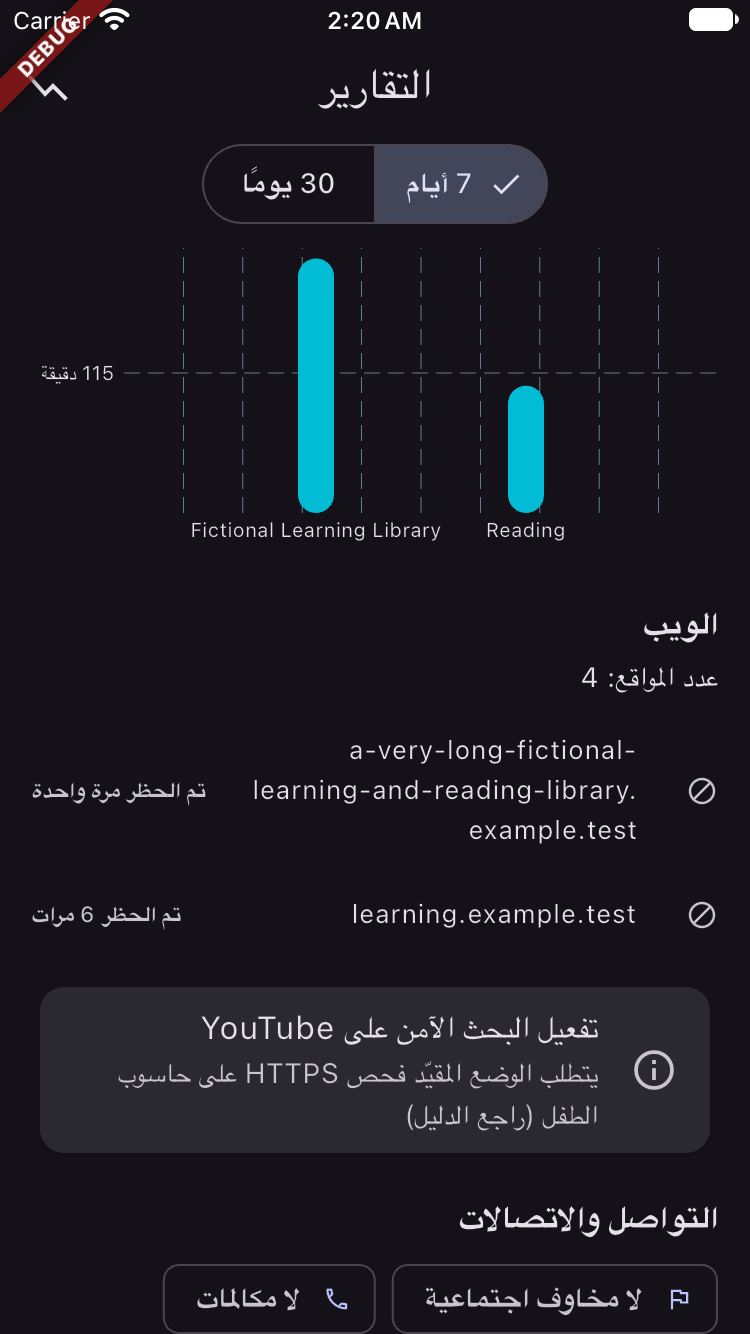 Carrier 2:20 AM
DEBUG
التقارير
7 أيام 30 يومًا
115 دقيقة
Fictional Learning Library Reading
الويب
عدد المواقع: 4
a-very-long-fictional-
learning-and-reading-library.
example.test
تم الحظر مرة واحدة
learning.example.test تم الحظر 6 مرات
تفعيل البحث الآمن على YouTube
يتطلب الوضع المقيّد فحص HTTPS على حاسوب
الطفل (راجع الدليل)
التواصل والاتصالات
لا مخاوف اجتماعية لا مكالمات